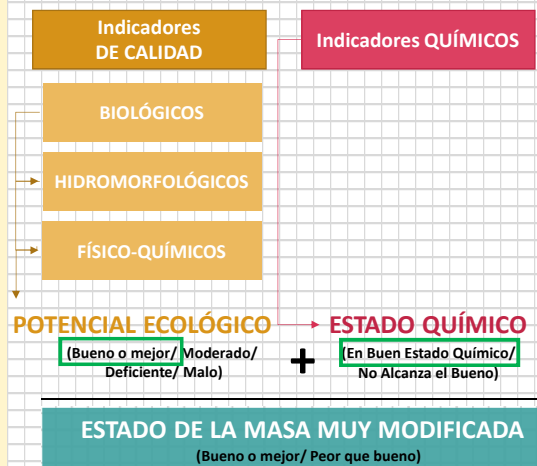 Indicadores
DE CALIDAD
Indicadores QUÍMICOS
BIOLÓGICOS
HIDROMORFOLÓGICOS
FÍSICO-QUÍMICOS
POTENCIAL ECOLÓGICO
(Bueno o mejor/ Moderado/
Deficiente/ Malo)
+
ESTADO QUÍMICO
(En Buen Estado Químico/
No Alcanza el Bueno)
ESTADO DE LA MASA MUY MODIFICADA
(Bueno o mejor/ Peor que bueno)